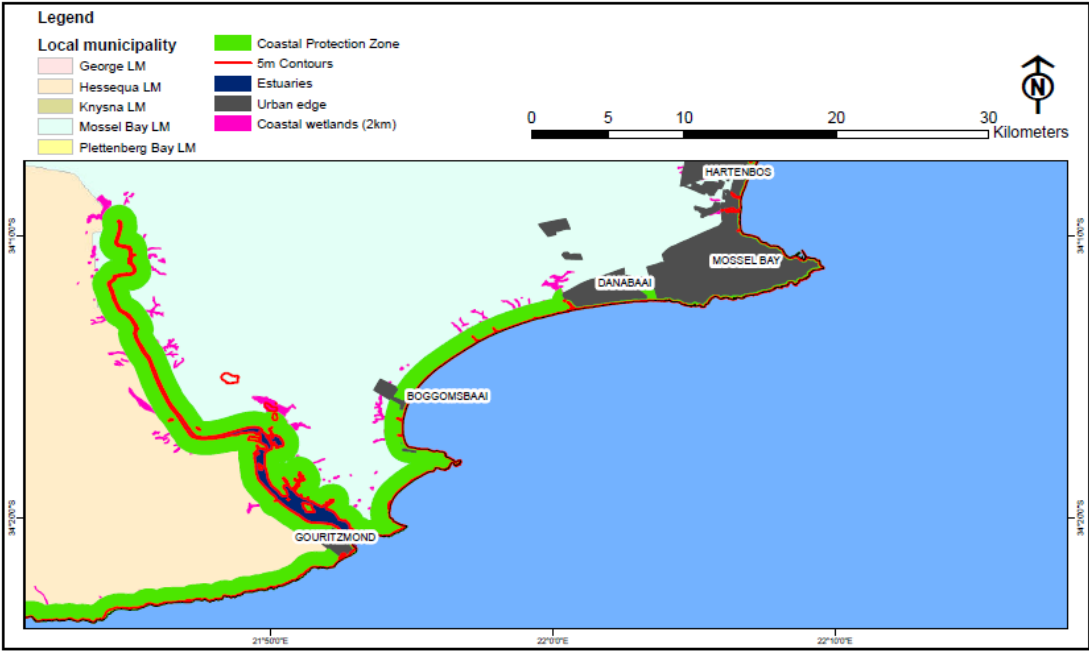 Legend
Local municipality
George LM
Hessequa LM
Knysna LM
Mossel Bay LM
Plettenberg Bay LM
Coastal Protection Zone
5m Contours
Estuaries
Urban edge
Coastal wetlands (2km)
N
0 5 10 20 30
Kilometers
HARTENBOS
34°10'0"S 34°10'0"S
MOSSEL BAY
DANABAAI
BOGGOMSBAAI
34°20'0"S 34°20'0"S
GOURITZMOND
21°50'0"E 22°0'0"E 22°10'0"E